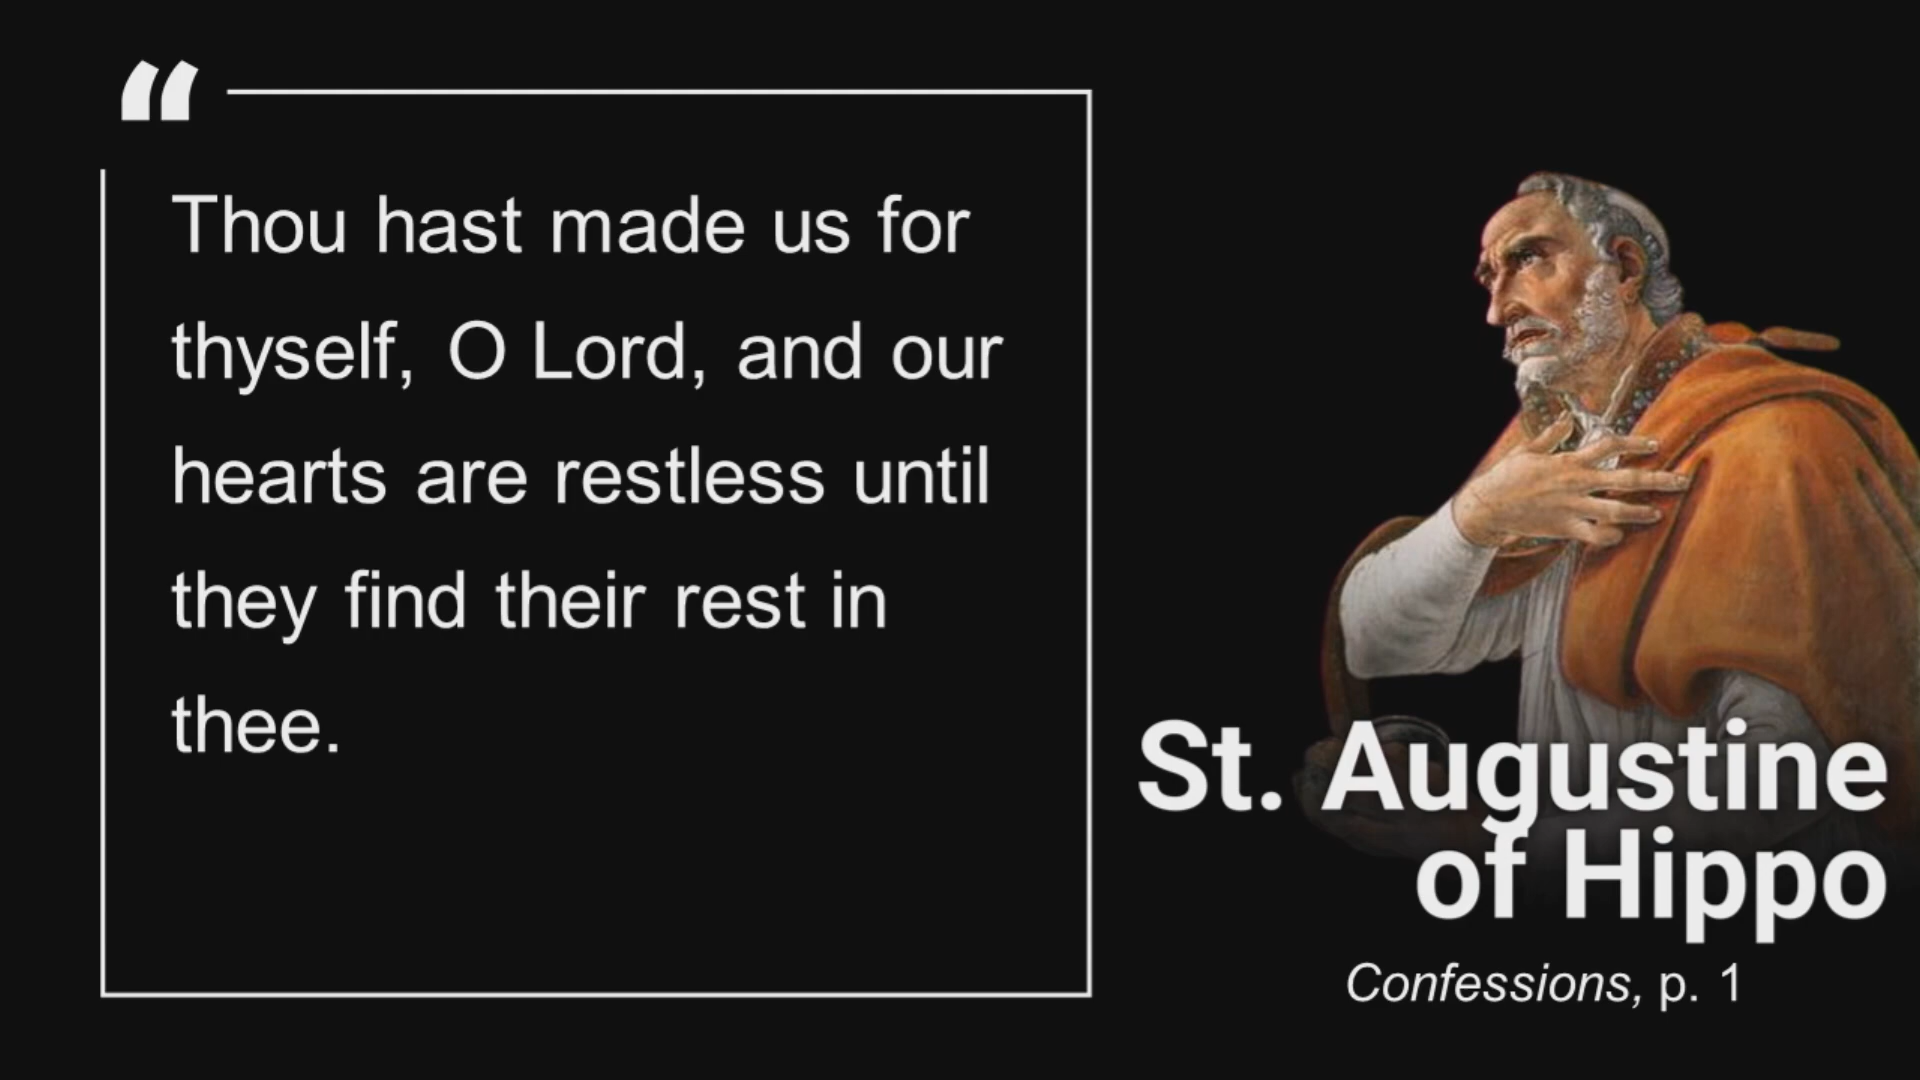 “
Thou hast made us for
thyself, O Lord, and our
hearts are restless until
they find their rest in
thee.
St. Augustine
of Hippo
Confessions, p. 1